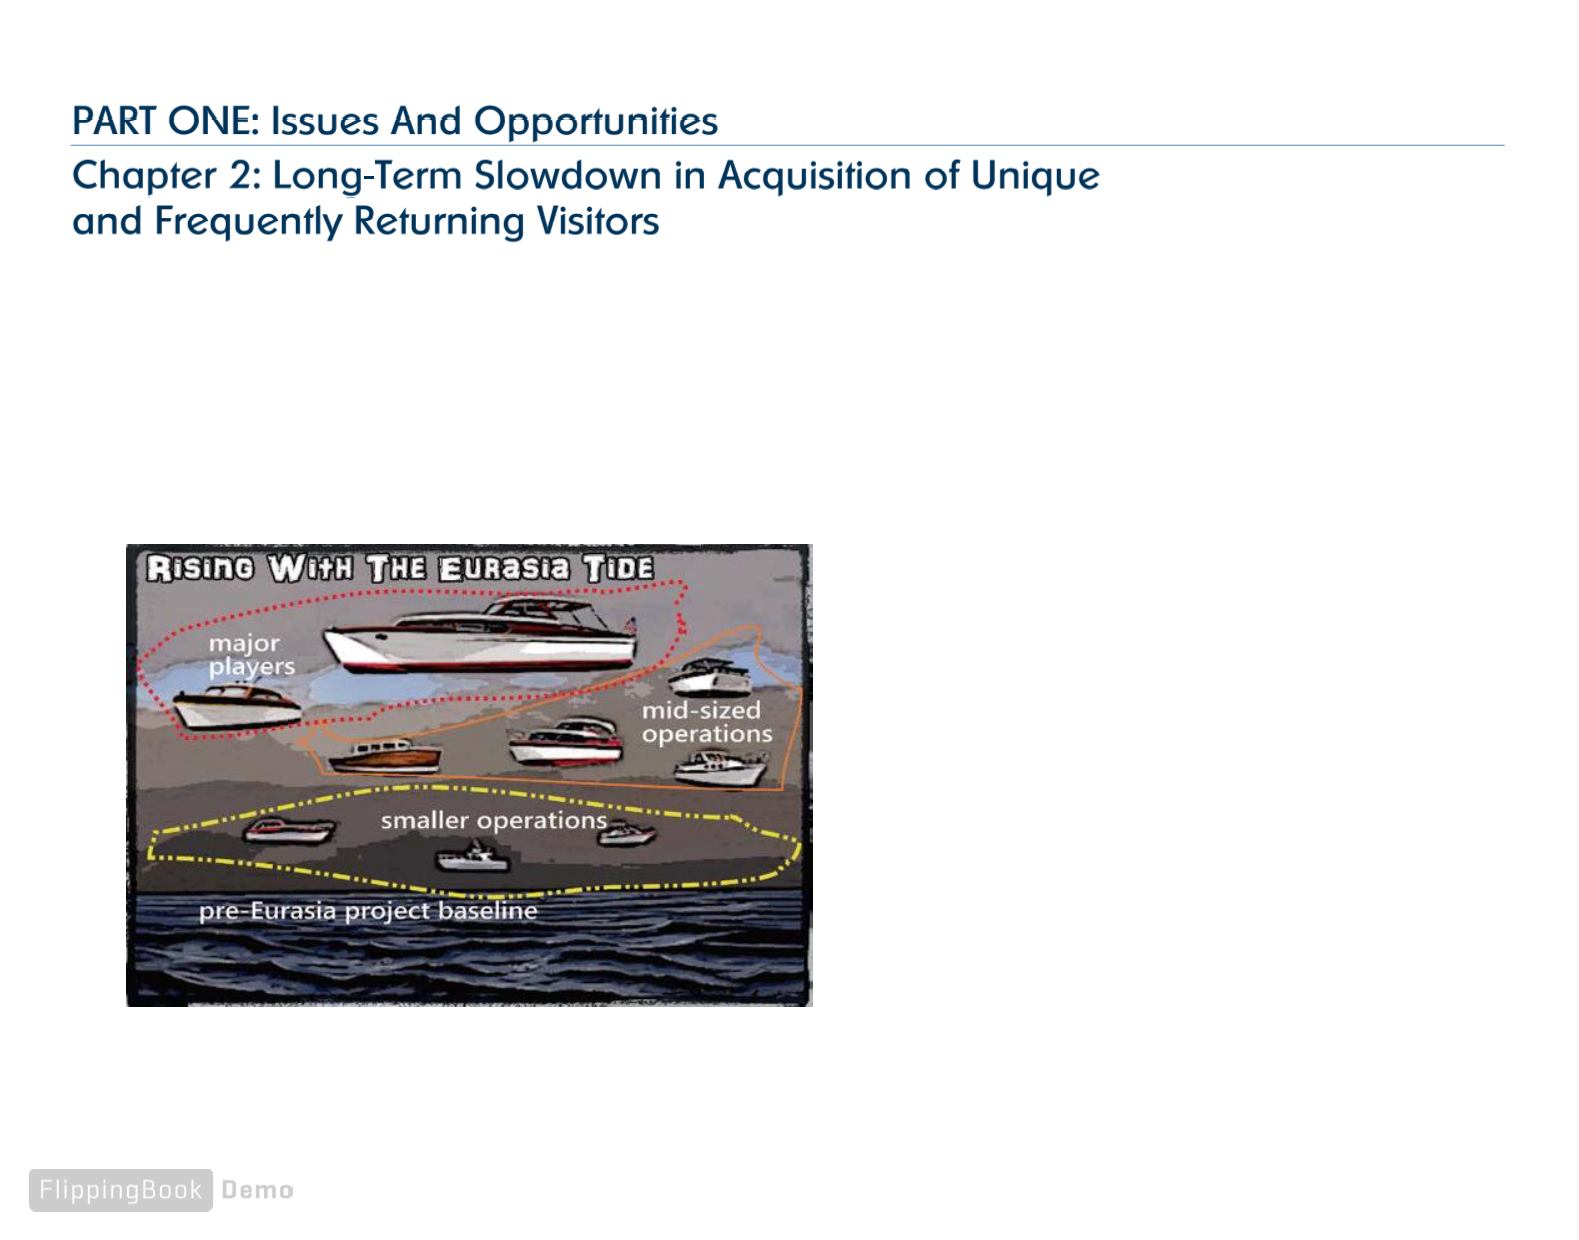 PART ONE: Issues And Opportunities
Chapter 2: Long-Term Slowdown in Acquisition of Unique
and Frequently Returning Visitors
RISING WITH THE EURASIA TIDE
major
players
mid-sized
operations
smaller operations
pre-Eurasia project baseline
FlippingBook Demo